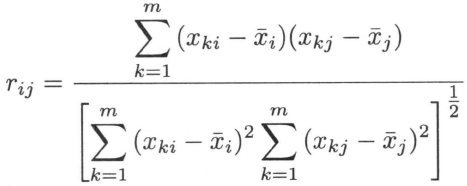 r_{ij} = \frac{\sum_{k=1}^{m} (x_{ki} - \bar{x}_i)(x_{kj} - \bar{x}_j)}{\left[ \sum_{k=1}^{m} (x_{ki} - \bar{x}_i)^2 \sum_{k=1}^{m} (x_{kj} - \bar{x}_j)^2 \right]^{\frac{1}{2}}}